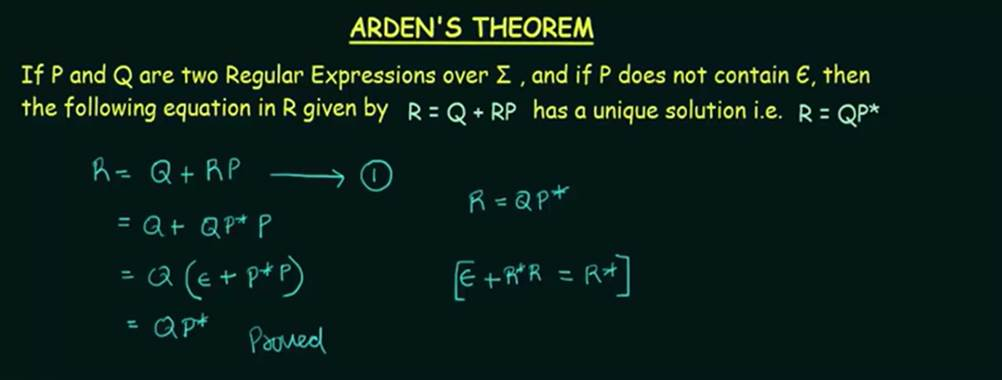 ARDEN'S THEOREM
If P and Q are two Regular Expressions over Σ , and if P does not contain ϵ, then
the following equation in R given by R = Q + RP has a unique solution i.e. R = QP*
R = Q + RP ⟶ ①
= Q + QP* P
R = QP*
= Q (ϵ + P*P)
[ϵ + R*R = R*]
= QP* Proved